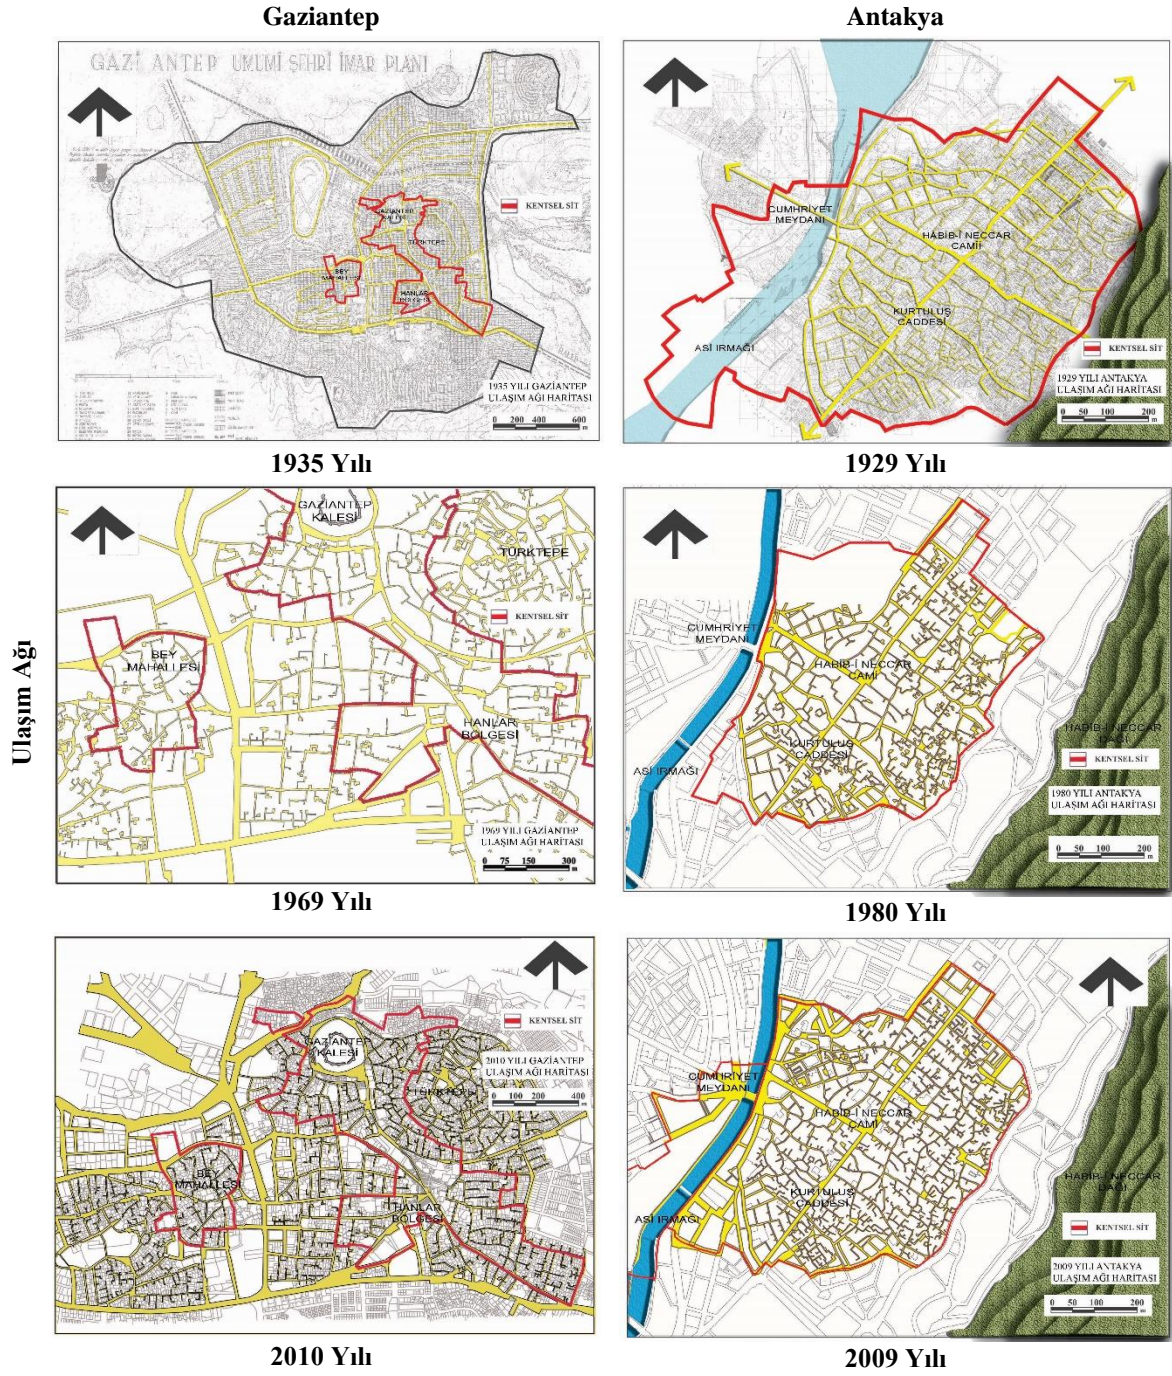 Gaziantep
Antakya
GAZİ ANTEP UMUMİ ŞEHRİ İMAR PLANI
GAZİANTEP
KALESİ
TÜRKTEPE
BEY
MAHALLESİ
HANLAR
BÖLGESİ
KENTSEL SİT
1935 YILI GAZİANTEP
ULAŞIM AĞI HARİTASI
0 200 400 600
m
1935 Yılı
CUMHRİYET
MEYDANI
HABİB-İ NECCAR
CAMİİ
KURTULUŞ
CADDESİ
ASİ IRMAĞI
KENTSEL SİT
1929 YILI ANTAKYA
ULAŞIM AĞI HARİTASI
0 50 100 200
m
1929 Yılı
Ulaşım Ağı
GAZİANTEP
KALESİ
TÜRKTEPE
KENTSEL SİT
BEY
MAHALLESİ
HANLAR
BÖLGESİ
1969 YILI GAZİANTEP
ULAŞIM AĞI HARİTASI
0 75 150 300
m
1969 Yılı
CUMHRİYET
MEYDANI
HABİB-İ NECCAR
CAMİ
KURTULUŞ
CADDESİ
ASİ IRMAĞI
HABİB-İ NECCAR
DAĞI
KENTSEL SİT
1980 YILI ANTAKYA
ULAŞIM AĞI HARİTASI
0 50 100 200
m
1980 Yılı
KENTSEL SİT
GAZİANTEP
KALESİ
2010 YILI GAZİANTEP
ULAŞIM AĞI HARİTASI
0 100 200 400
m
TÜRKTEPE
BEY
MAHALLESİ
HANLAR
BÖLGESİ
2010 Yılı
CUMHRİYET
MEYDANI
HABİB-İ NECCAR
CAMİ
KURTULUŞ
CADDESİ
ASİ IRMAĞI
HABİB-İ NECCAR
DAĞI
KENTSEL SİT
2009 YILI ANTAKYA
ULAŞIM AĞI HARİTASI
0 50 100 200
m
2009 Yılı